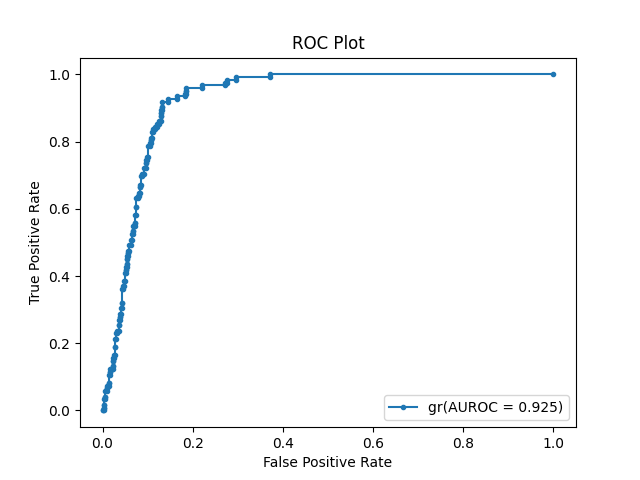 ROC Plot
True Positive Rate
1.0
0.8
0.6
0.4
0.2
0.0
gr(AUROC = 0.925)
0.0 0.2 0.4 0.6 0.8 1.0
False Positive Rate